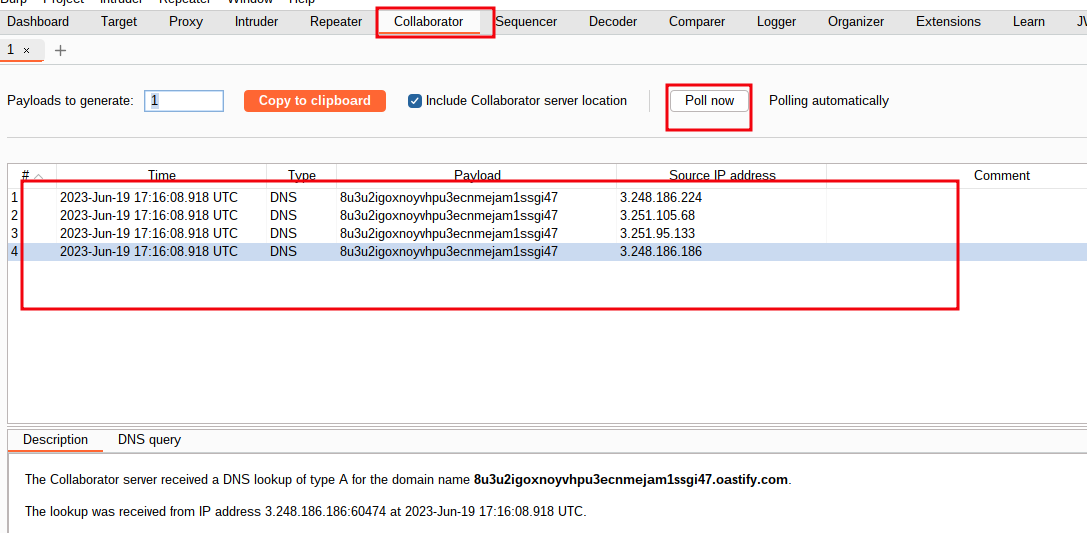 Burp Project Intruder Repeater Window Help
Dashboard Target Proxy Intruder Repeater Collaborator Sequencer Decoder Comparer Logger Organizer Extensions Learn
1 × +
Payloads to generate: 1 Copy to clipboard Include Collaborator server location Poll now Polling automatically
# Time Type Payload Source IP address Comment
1 2023-Jun-19 17:16:08.918 UTC DNS 8u3u2igoxnoyvhpu3ecnmejam1ssgi47 3.248.186.224
2 2023-Jun-19 17:16:08.918 UTC DNS 8u3u2igoxnoyvhpu3ecnmejam1ssgi47 3.251.105.68
3 2023-Jun-19 17:16:08.918 UTC DNS 8u3u2igoxnoyvhpu3ecnmejam1ssgi47 3.251.95.133
4 2023-Jun-19 17:16:08.918 UTC DNS 8u3u2igoxnoyvhpu3ecnmejam1ssgi47 3.248.186.186
Description DNS query
The Collaborator server received a DNS lookup of type A for the domain name 8u3u2igoxnoyvhpu3ecnmejam1ssgi47.oastify.com.
The lookup was received from IP address 3.248.186.186:60474 at 2023-Jun-19 17:16:08.918 UTC.